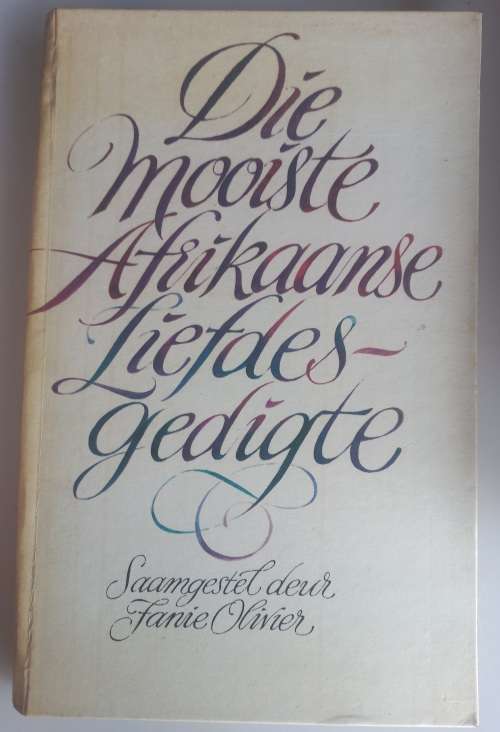 Die
Mooiste
Afrikaanse
Liefdes-
gedigte
Saamgestel deur
Fanie Olivier